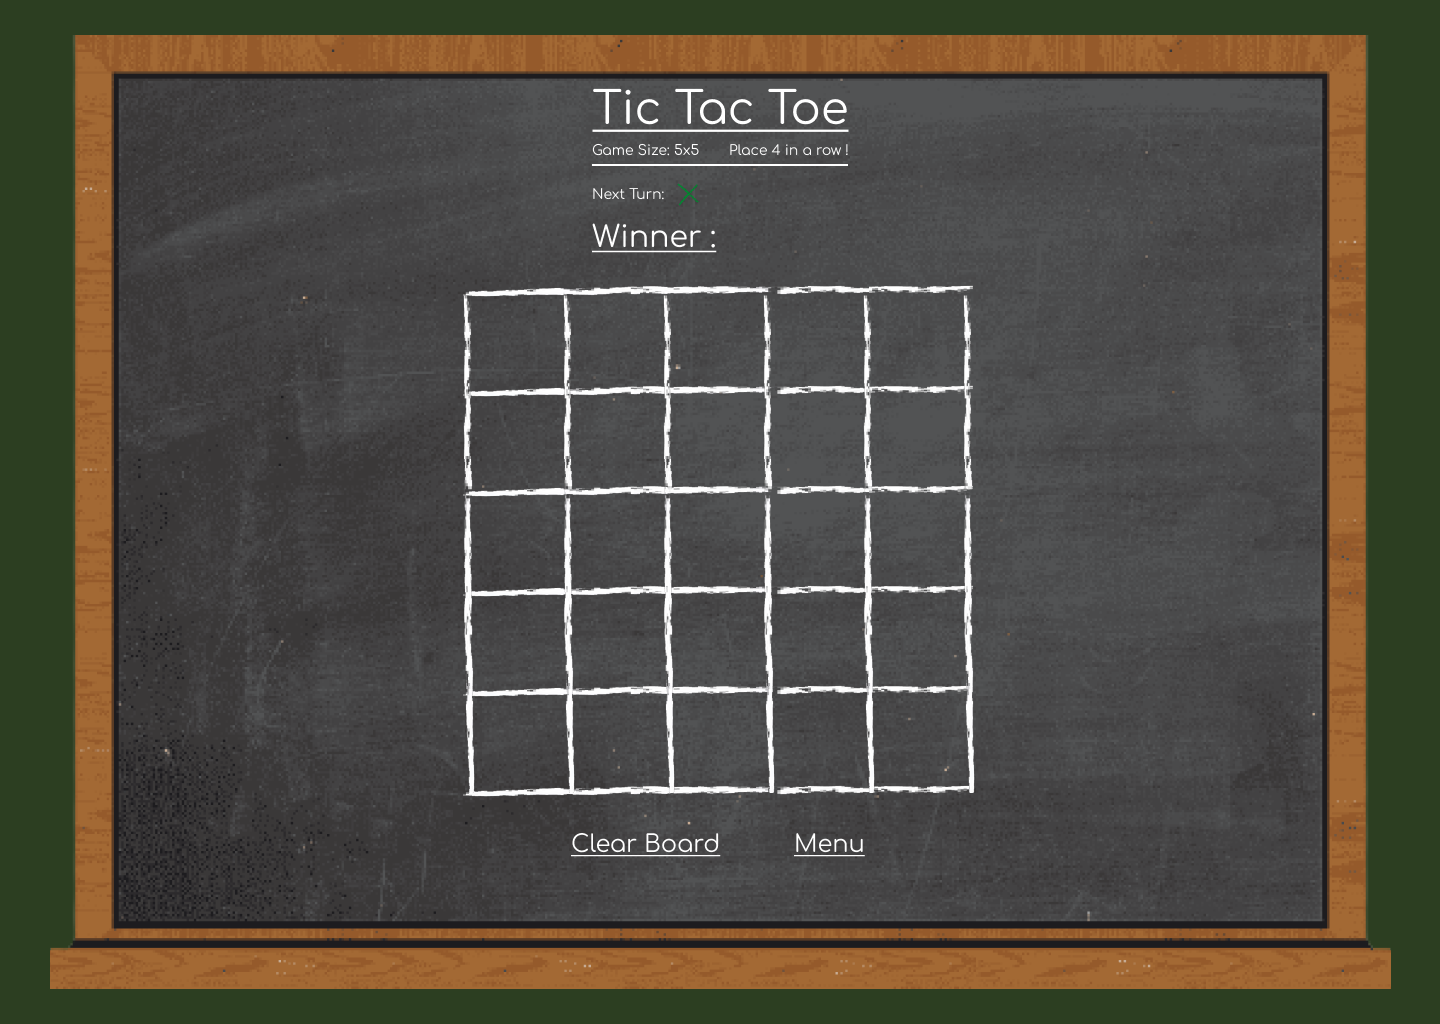 Tic Tac Toe
Game Size: 5x5 Place 4 in a row !
Next Turn:
Winner :
Clear Board Menu